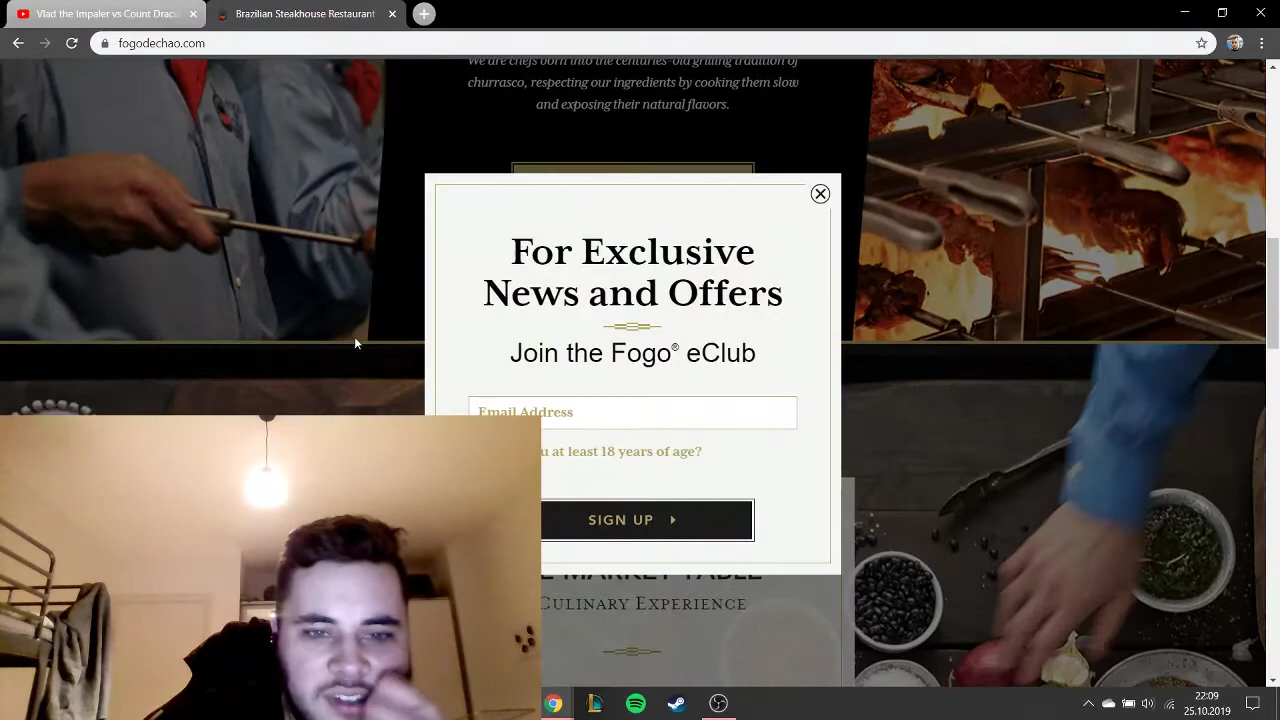 Vlad the Impaler vs Count Dracu
Brazilian Steakhouse Restaurant
fogodechao.com
We are chefs born into the centuries-old grilling tradition of
churrasco, respecting our ingredients by cooking them slow
and exposing their natural flavors.
For Exclusive
News and Offers
Join the Fogo® eClub
Email Address
u at least 18 years of age?
SIGN UP
E MARKET TABLE
CULINARY EXPERIENCE
22:09
25.10.2019